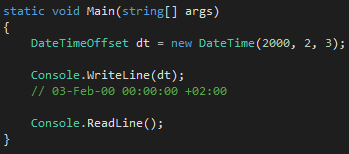 static void Main(string[] args)
{
    DateTimeOffset dt = new DateTime(2000, 2, 3);
    Console.WriteLine(dt);
    // 03-Feb-00 00:00:00 +02:00
    Console.ReadLine();
}